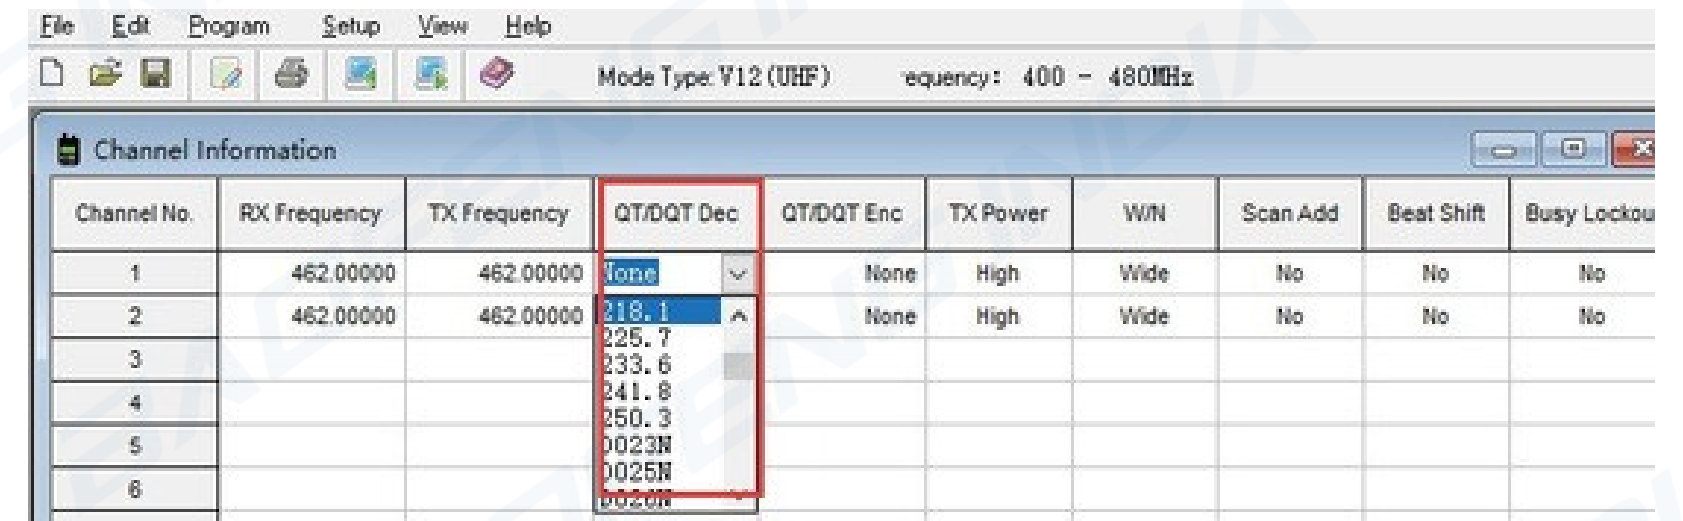 File Edit Program Setup View Help
Mode Type: V12(UHF) equency: 400 - 480MHz
Channel Information
Channel No. RX Frequency TX Frequency QT/DQT Dec QT/DQT Enc TX Power W/N Scan Add Beat Shift Busy Lockou
1 462.00000 462.00000 None None High Wide No No No
2 462.00000 462.00000 218.1 None High Wide No No No
225.7
3 233.6
241.8
4
250.3
5 D023N
D025N
6 D026N